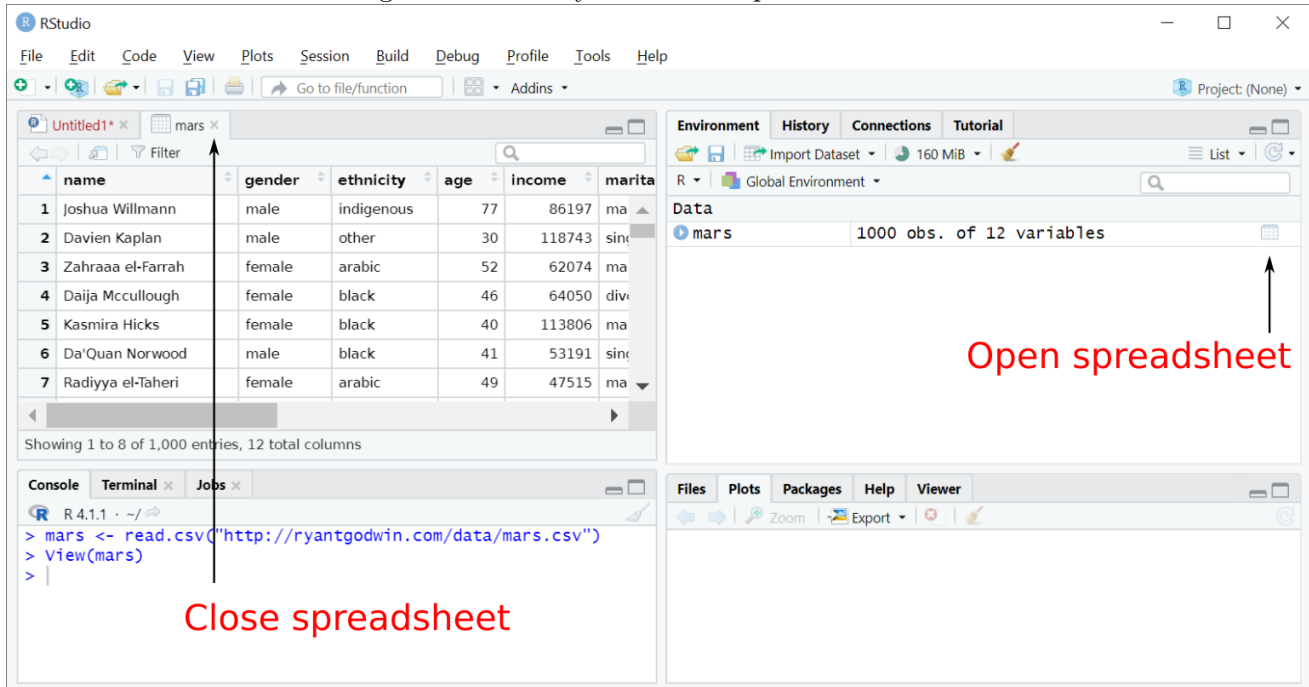 RStudio
File Edit Code View Plots Session Build Debug Profile Tools Help
Go to file/function Addins Project: (None)
Untitled1* mars
Filter
name gender ethnicity age income marita
1 Joshua Willmann male indigenous 77 86197 ma
2 Davien Kaplan male other 30 118743 sing
3 Zahraaa el-Farrah female arabic 52 62074 ma
4 Daija Mccullough female black 46 64050 div
5 Kasmira Hicks female black 40 113806 ma
6 Da'Quan Norwood male black 41 53191 sing
7 Radiyya el-Taheri female arabic 49 47515 ma
Showing 1 to 8 of 1,000 entries, 12 total columns
Environment History Connections Tutorial
Import Dataset 160 MiB List
R Global Environment
Data
mars 1000 obs. of 12 variables
Open spreadsheet
Console Terminal Jobs
R R 4.1.1 · ~/
> mars <- read.csv("http://ryantgodwin.com/data/mars.csv")
> View(mars)
>
Close spreadsheet
Files Plots Packages Help Viewer
Zoom Export